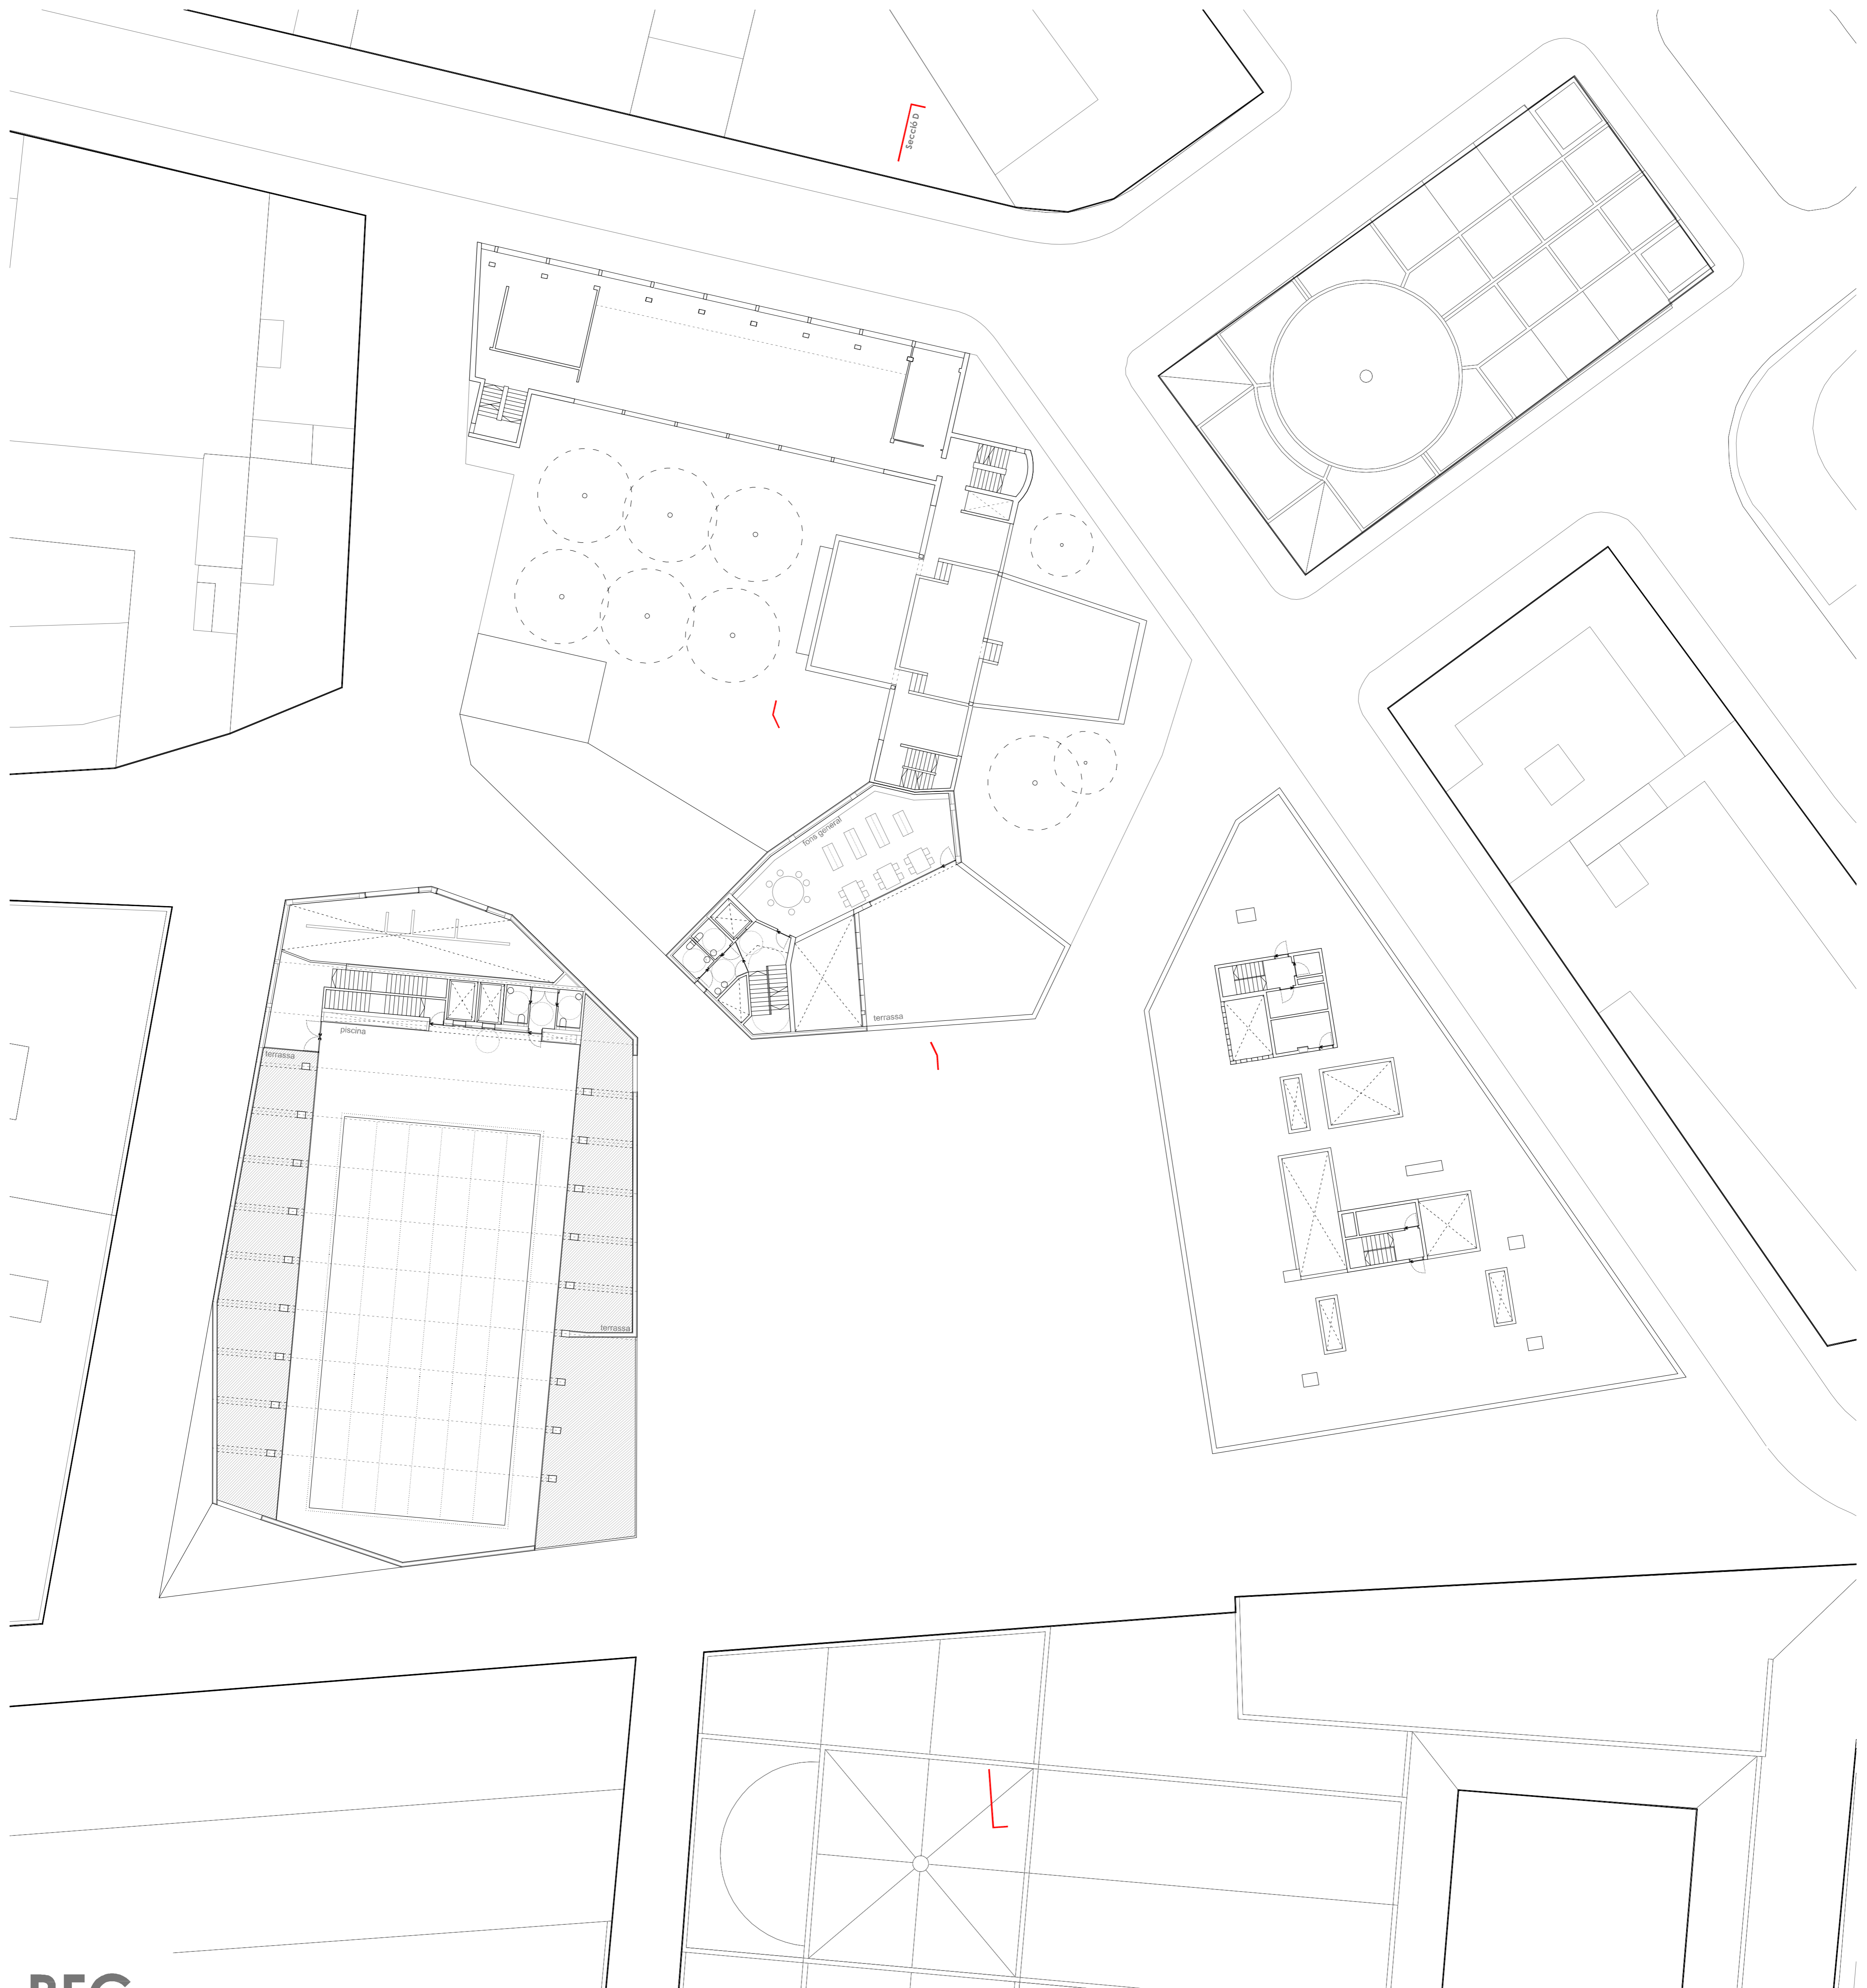 Secció D
fons general
terrassa
piscina
terrassa
terrassa